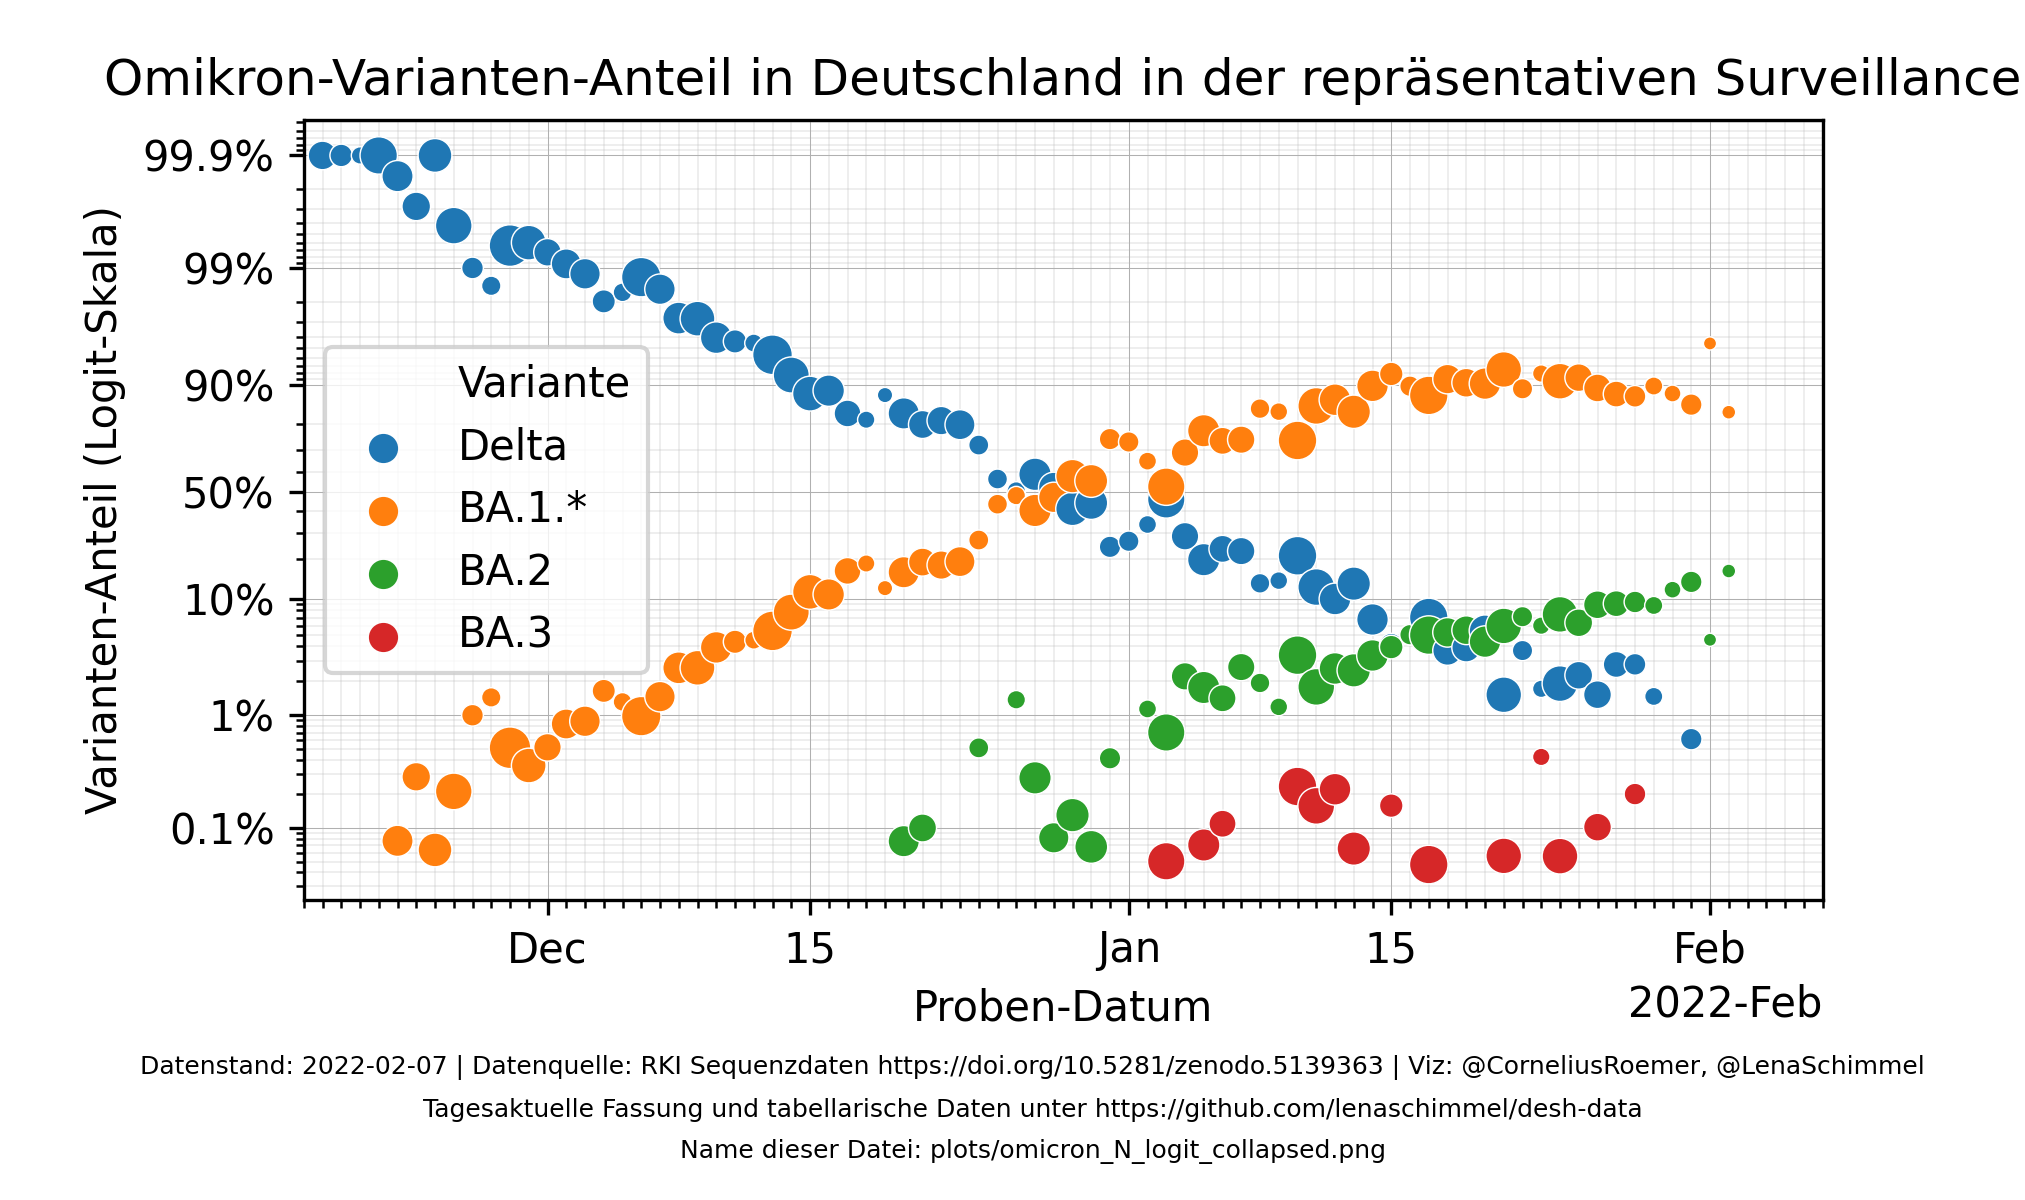 Omikron-Varianten-Anteil in Deutschland in der repräsentativen Surveillance
Varianten-Anteil (Logit-Skala)
99.9%
99%
90%
50%
10%
1%
0.1%
Variante
Delta
BA.1.*
BA.2
BA.3
Dec
15
Jan
15
Feb
Proben-Datum
2022-Feb
Datenstand: 2022-02-07 | Datenquelle: RKI Sequenzdaten https://doi.org/10.5281/zenodo.5139363 | Viz: @CorneliusRoemer, @LenaSchimmel
Tagesaktuelle Fassung und tabellarische Daten unter https://github.com/lenaschimmel/desh-data
Name dieser Datei: plots/omicron_N_logit_collapsed.png